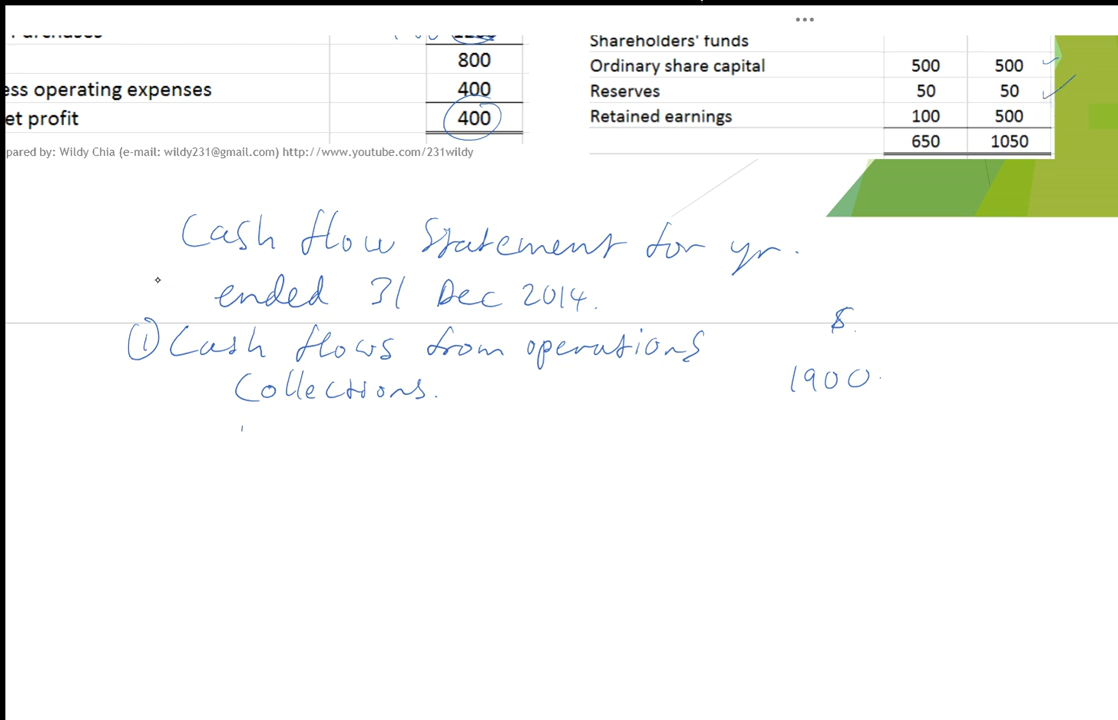 800
ess operating expenses 400
et profit 400
pared by: Wildy Chia (e-mail: wildy231@gmail.com) http://www.youtube.com/231wildy
Shareholders' funds
Ordinary share capital 500 500
Reserves 50 50
Retained earnings 100 500
650 1050
Cash flow Statement for yr.
ended 31 Dec 2014.
$
(1) Cash flows from operations
Collections. 1900